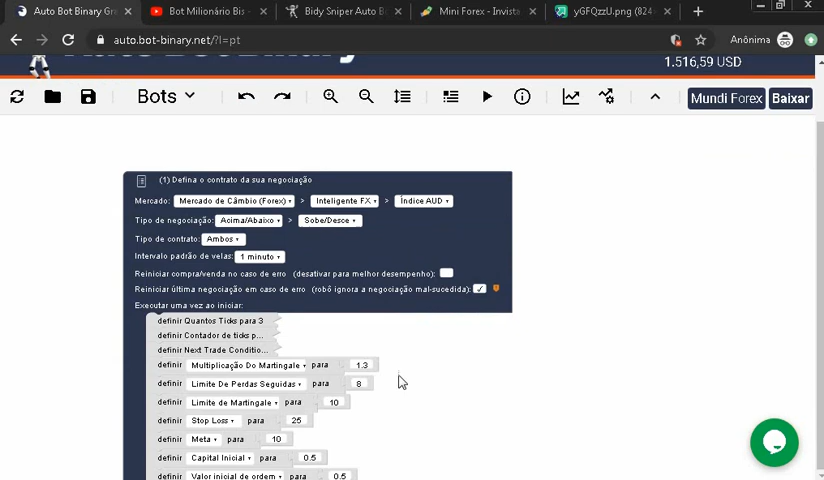 Auto Bot Binary Gr
Bot Milionário Bis -
Bidy Sniper Auto B
Mini Forex - Invista
yGFQzzU.png (824
auto.bot-binary.net/?l=pt
Anônima
1.516,59 USD
Bots
Mundi Forex
Baixar
(1) Defina o contrato da sua negociação
Mercado: Mercado de Câmbio (Forex) > Inteligente FX > Índice AUD
Tipo de negociação: Acima/Abaixo > Sobe/Desce
Tipo de contrato: Ambos
Intervalo padrão de velas: 1 minuto
Reiniciar compra/venda no caso de erro (desativar para melhor desempenho):
Reiniciar última negociação em caso de erro (robô ignora a negociação mal-sucedida):
Executar uma vez ao iniciar:
definir Quantos Ticks para 3
definir Contador de ticks p...
definir Next Trade Conditio...
definir Multiplicação Do Martingale para 1.3
definir Limite De Perdas Seguidas para 8
definir Limite de Martingale para 10
definir Stop Loss para 25
definir Meta para 10
definir Capital Inicial para 0.5
definir Valor inicial de ordem para 0.5